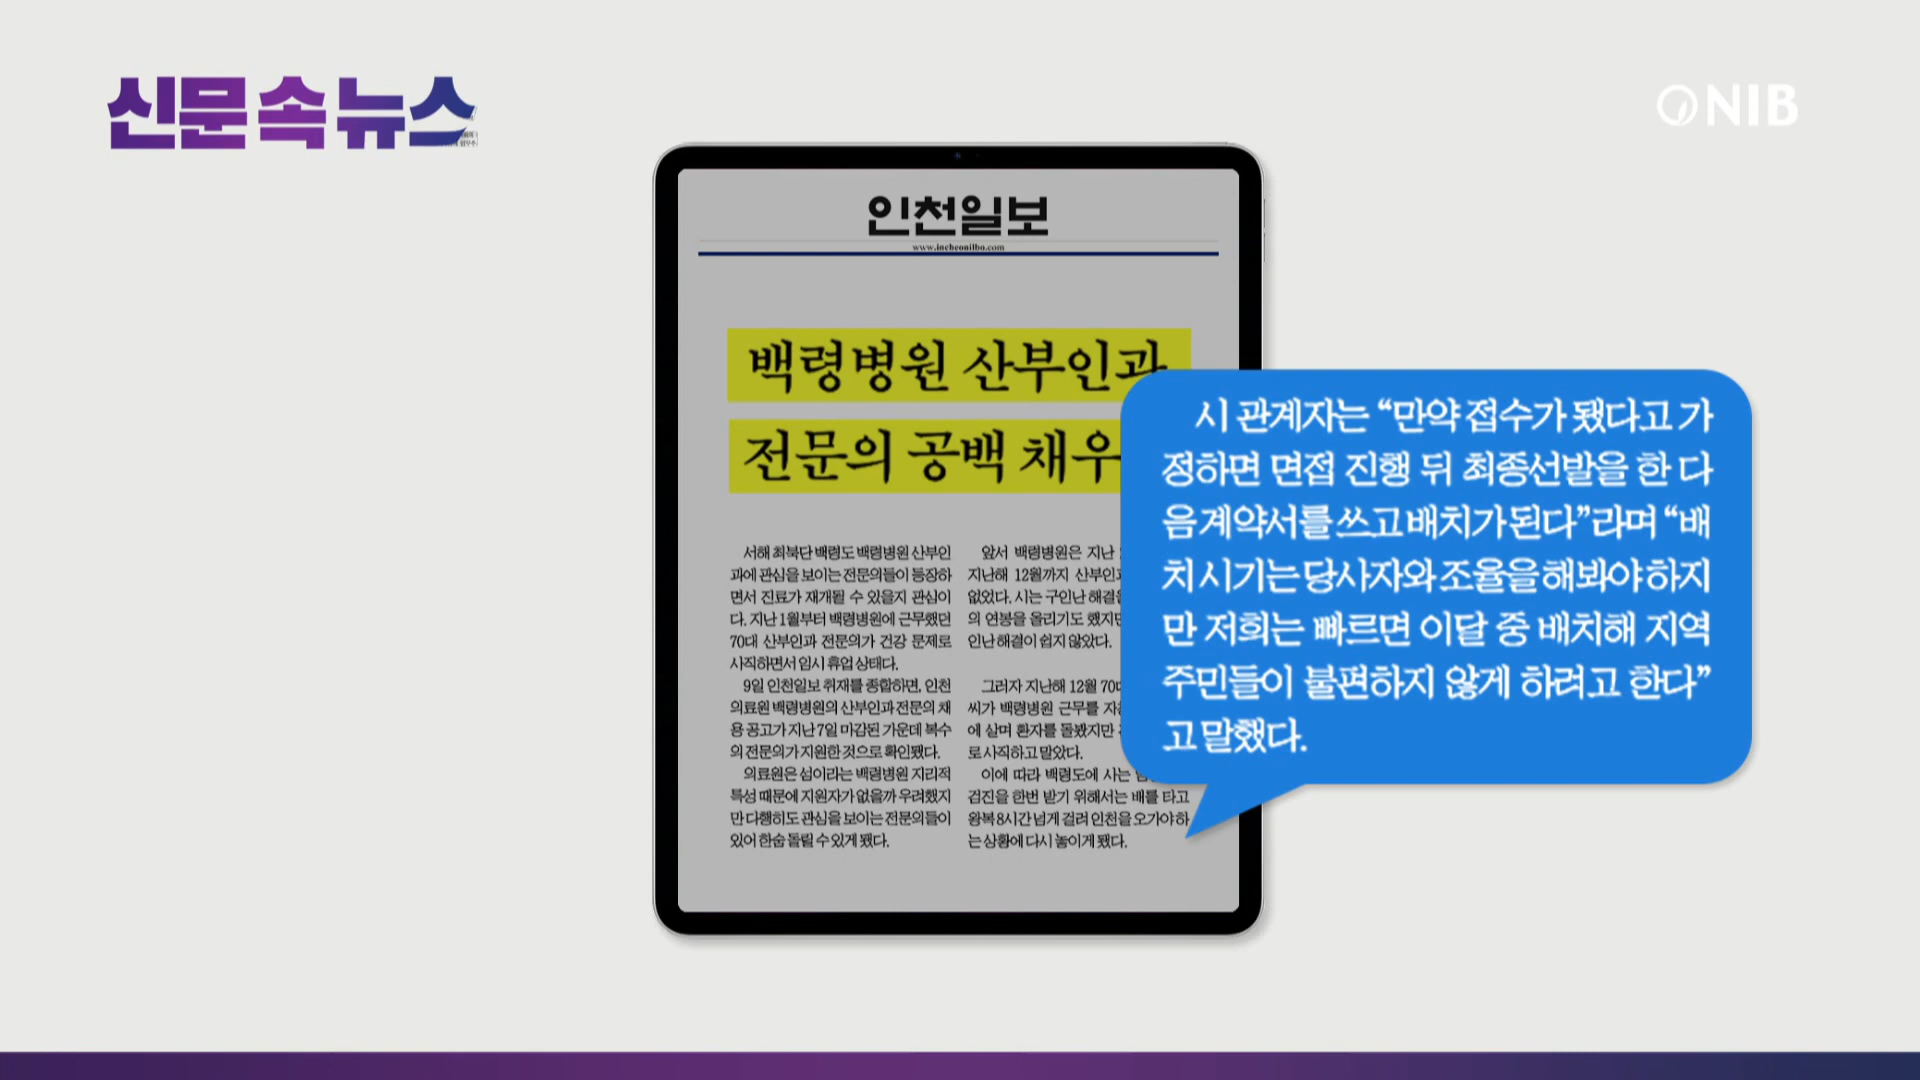 신문 속 뉴스
ONIB
인천일보
www.incheonilbo.com
백령병원 산부인과
전문의 공백 채우
서해 최북단 백령도 백령병원 산부인
과에 관심을 보이는 전문의들이 등장하
면서 진료가 재개될 수 있을지 관심이
다. 지난 1월부터 백령병원에 근무했던
70대 산부인과 전문의가 건강 문제로
사직하면서 임시 휴업 상태다.
9일 인천일보 취재를 종합하면, 인천
의료원 백령병원의 산부인과 전문의 채
용 공고가 지난 7일 마감된 가운데 복수
의 전문의가 지원한 것으로 확인됐다.
의료원은 섬이라는 백령병원 지리적
특성 때문에 지원자가 없을까 우려했지
만 다행히도 관심을 보이는 전문의들이
있어 한숨 돌릴 수 있게 됐다.
앞서 백령병원은 지난
지난해 12월까지 산부인과
없었다. 시는 구인난 해결을
의 연봉을 올리기도 했지만
인난 해결이 쉽지 않았다.
그러자 지난해 12월 70대
씨가 백령병원 근무를
에 살며 환자를 돌봤지만
로 사직하고 말았다.
이에 따라 백령도에 사는
검진을 한번 받기 위해서는 배를 타고
왕복 8시간 넘게 걸려 인천을 오가야 하
는 상황에 다시 놓이게 됐다.
시 관계자는 “만약 접수가 됐다고 가
정하면 면접 진행 뒤 최종선발을 한 다
음 계약서를 쓰고 배치가 된다”라며 “배
치 시기는 당사자와 조율을 해봐야 하지
만 저희는 빠르면 이달 중 배치해 지역
주민들이 불편하지 않게 하려고 한다”
고 말했다.